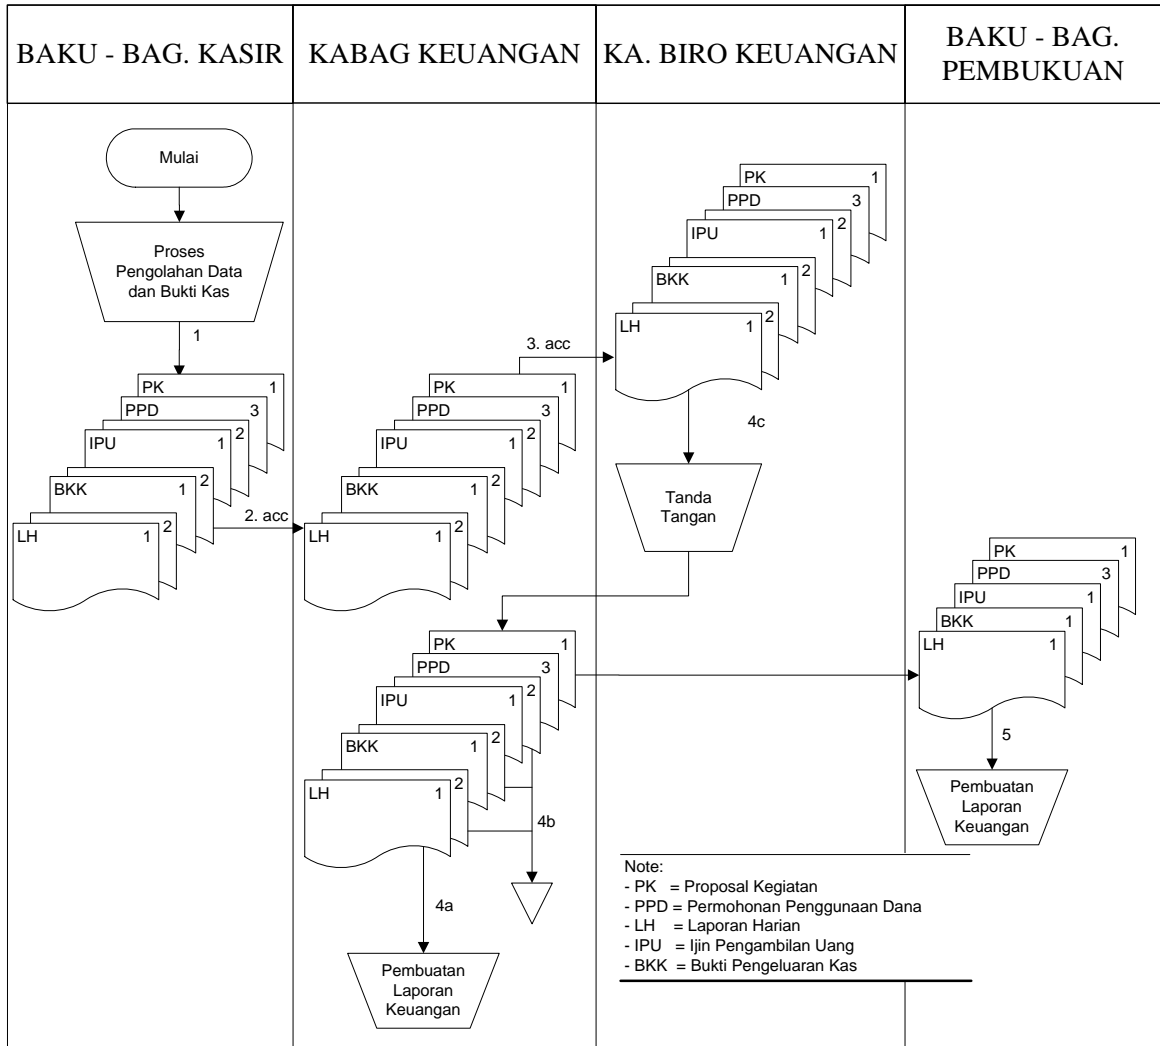 BAKU - BAG. KASIR
KABAG KEUANGAN
KA. BIRO KEUANGAN
BAKU - BAG.
PEMBUKUAN
Mulai
Proses
Pengolahan Data
dan Bukti Kas
1
PK 1
PPD 3
2
IPU 1
2
BKK 1
2
LH 1
2. acc
PK 1
PPD 3
2
IPU 1
2
BKK 1
2
LH 1
3. acc
PK 1
PPD 3
2
IPU 1
2
BKK 1
2
LH 1
4c
Tanda
Tangan
PK 1
PPD 3
2
IPU 1
2
BKK 1
2
LH 1
4b
4a
Pembuatan
Laporan
Keuangan
PK 1
PPD 3
IPU 1
BKK 1
LH 1
5
Pembuatan
Laporan
Keuangan
Note:
- PK = Proposal Kegiatan
- PPD = Permohonan Penggunaan Dana
- LH = Laporan Harian
- IPU = Ijin Pengambilan Uang
- BKK = Bukti Pengeluaran Kas